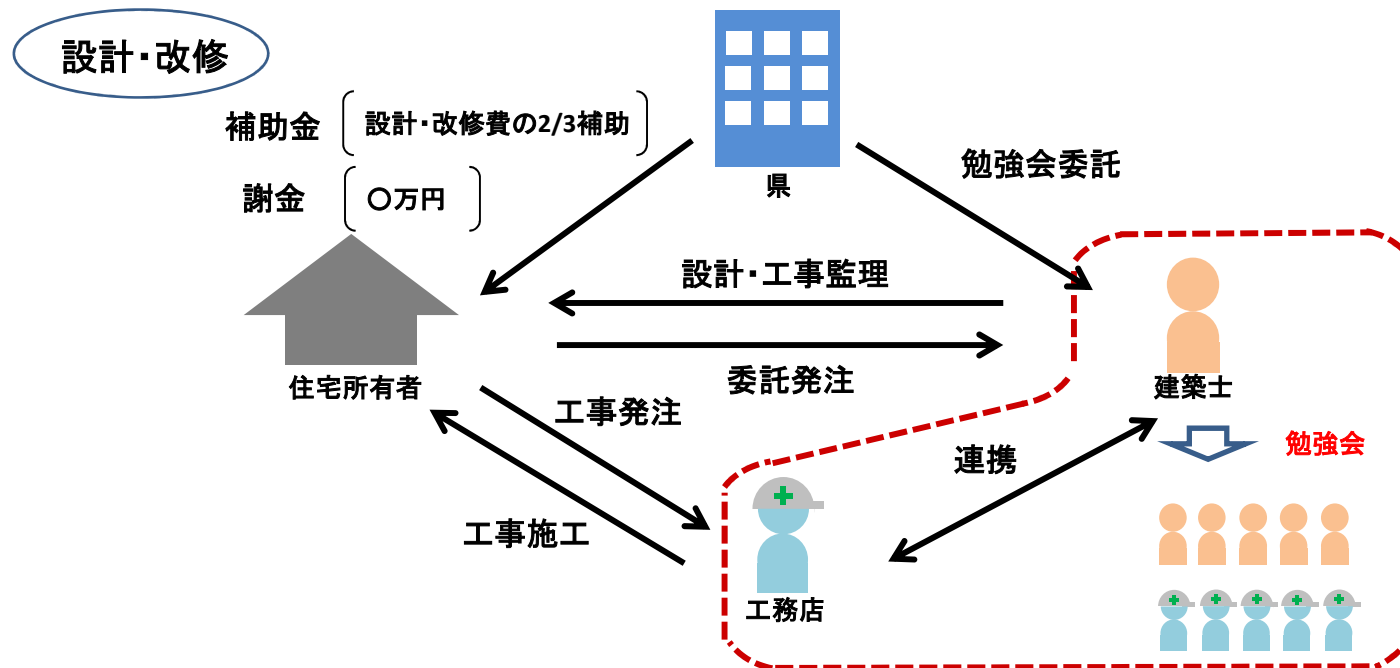 設計・改修
補助金
設計・改修費の2/3補助
謝金
〇万円
県
勉強会委託
設計・工事監理
委託発注
住宅所有者
建築士
工事発注
連携
勉強会
工事施工
工務店